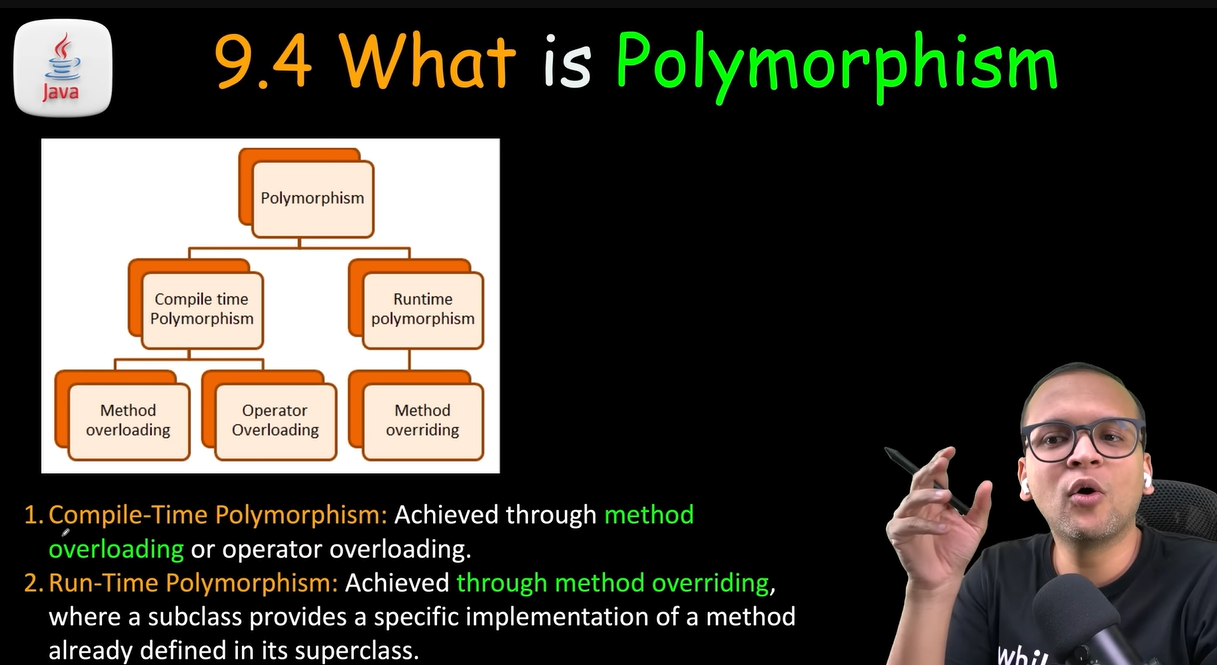 Java
9.4 What is Polymorphism
Polymorphism
Compile time
Polymorphism
Runtime
polymorphism
Method
overloading
Operator
Overloading
Method
overriding
1. Compile-Time Polymorphism: Achieved through method
overloading or operator overloading.
2. Run-Time Polymorphism: Achieved through method overriding,
where a subclass provides a specific implementation of a method
already defined in its superclass.